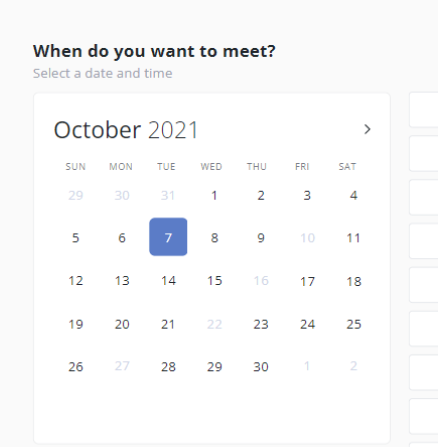 When do you want to meet?
Select a date and time
October 2021
SUN MON TUE WED THU FRI SAT
29 30 31 1 2 3 4
5 6 7 8 9 10 11
12 13 14 15 16 17 18
19 20 21 22 23 24 25
26 27 28 29 30 1 2